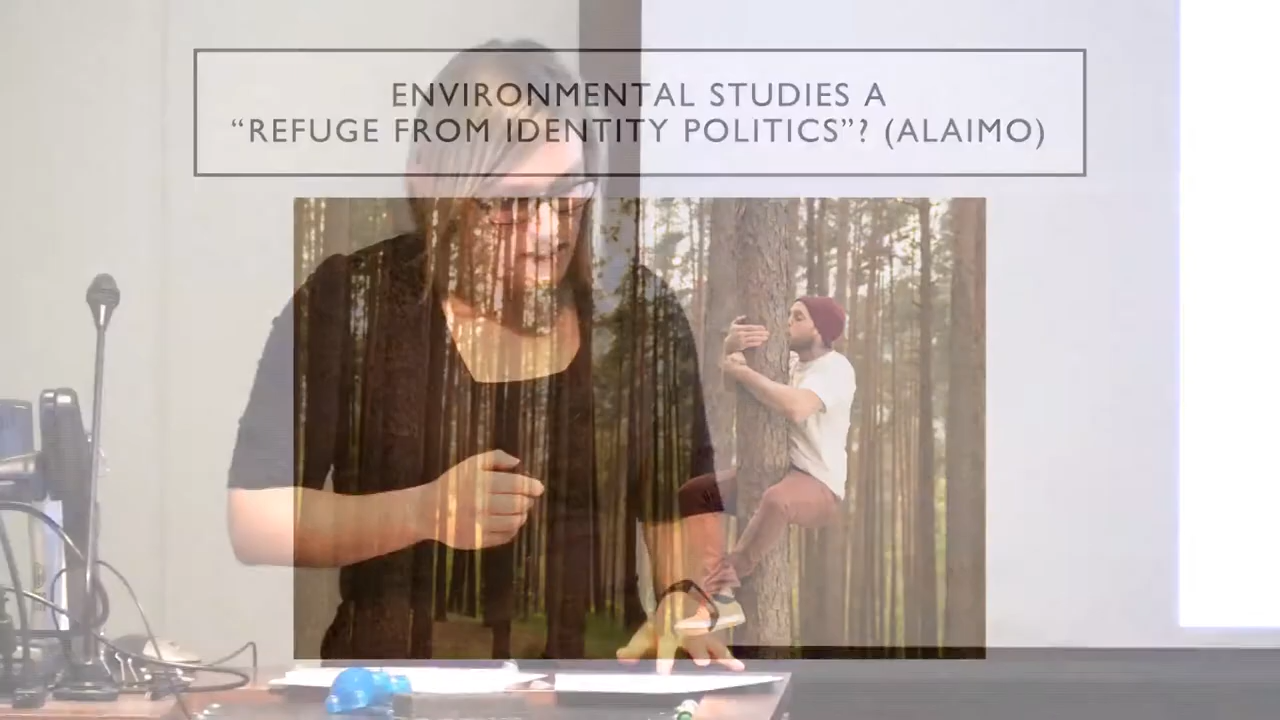 ENVIRONMENTAL STUDIES A
“REFUGE FROM IDENTITY POLITICS”? (ALAIMO)